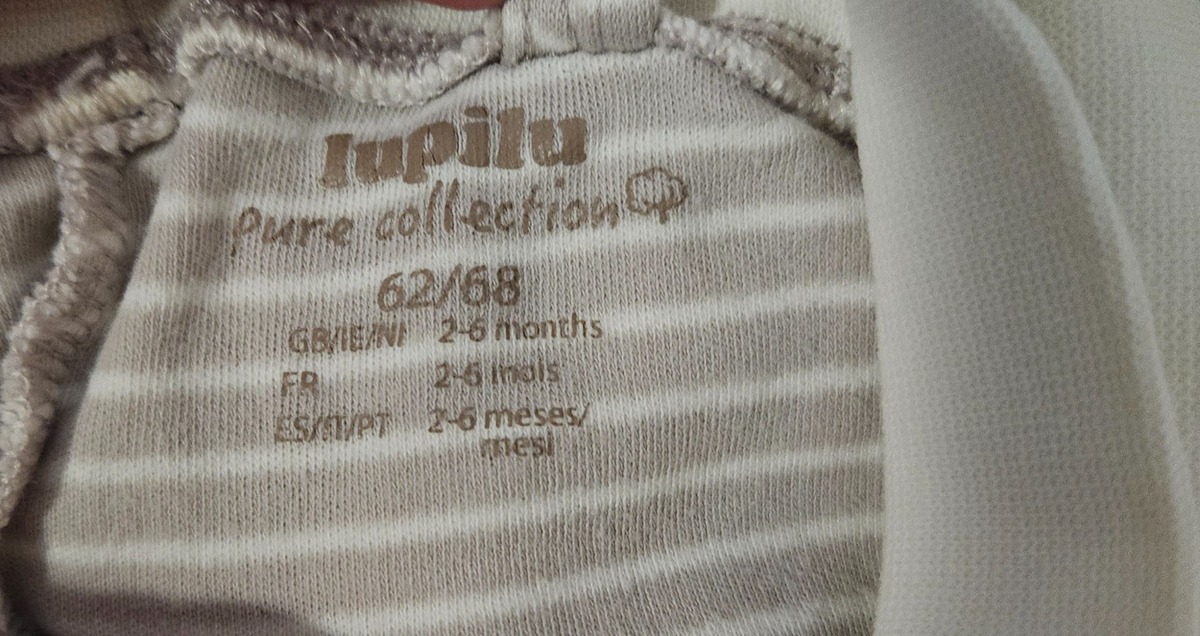 lupilu
Pure collection
62/68
GB/IE/NI 2-6 months
FR 2-6 mois
ES/IT/PT 2-6 meses/
mesi